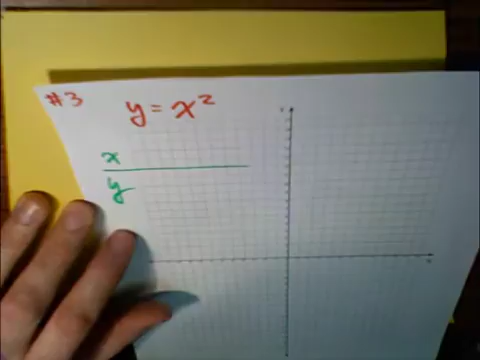 #3
y = x²
x
y